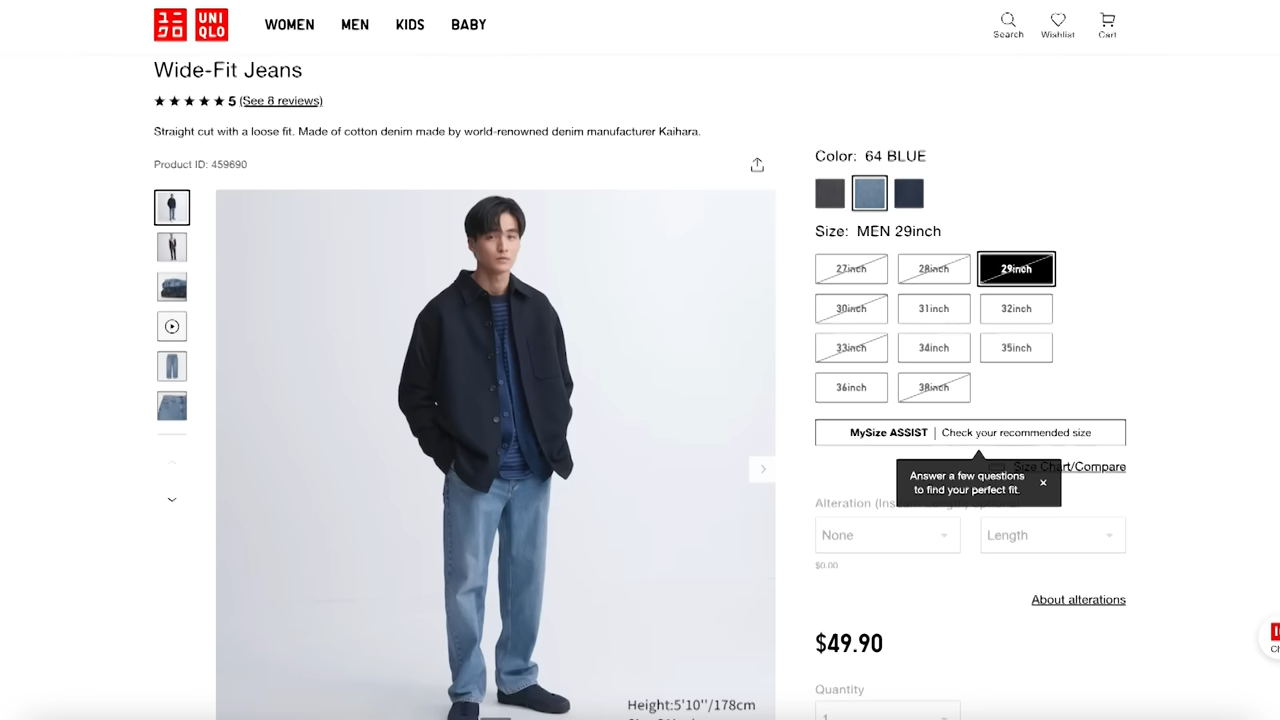 ユニ
クロ
UNI
QLO
WOMEN
MEN
KIDS
BABY
Search
Wishlist
Cart
Wide-Fit Jeans
5 (See 8 reviews)
Straight cut with a loose fit. Made of cotton denim made by world-renowned denim manufacturer Kaihara.
Product ID: 459690
Color: 64 BLUE
Size: MEN 29inch
27inch
28inch
29inch
30inch
31inch
32inch
33inch
34inch
35inch
36inch
38inch
MySize ASSIST | Check your recommended size
Size Chart/Compare
Answer a few questions
to find your perfect fit.
Alteration
None
Length
$0.00
About alterations
$49.90
Quantity
1
Height:5'10''/178cm